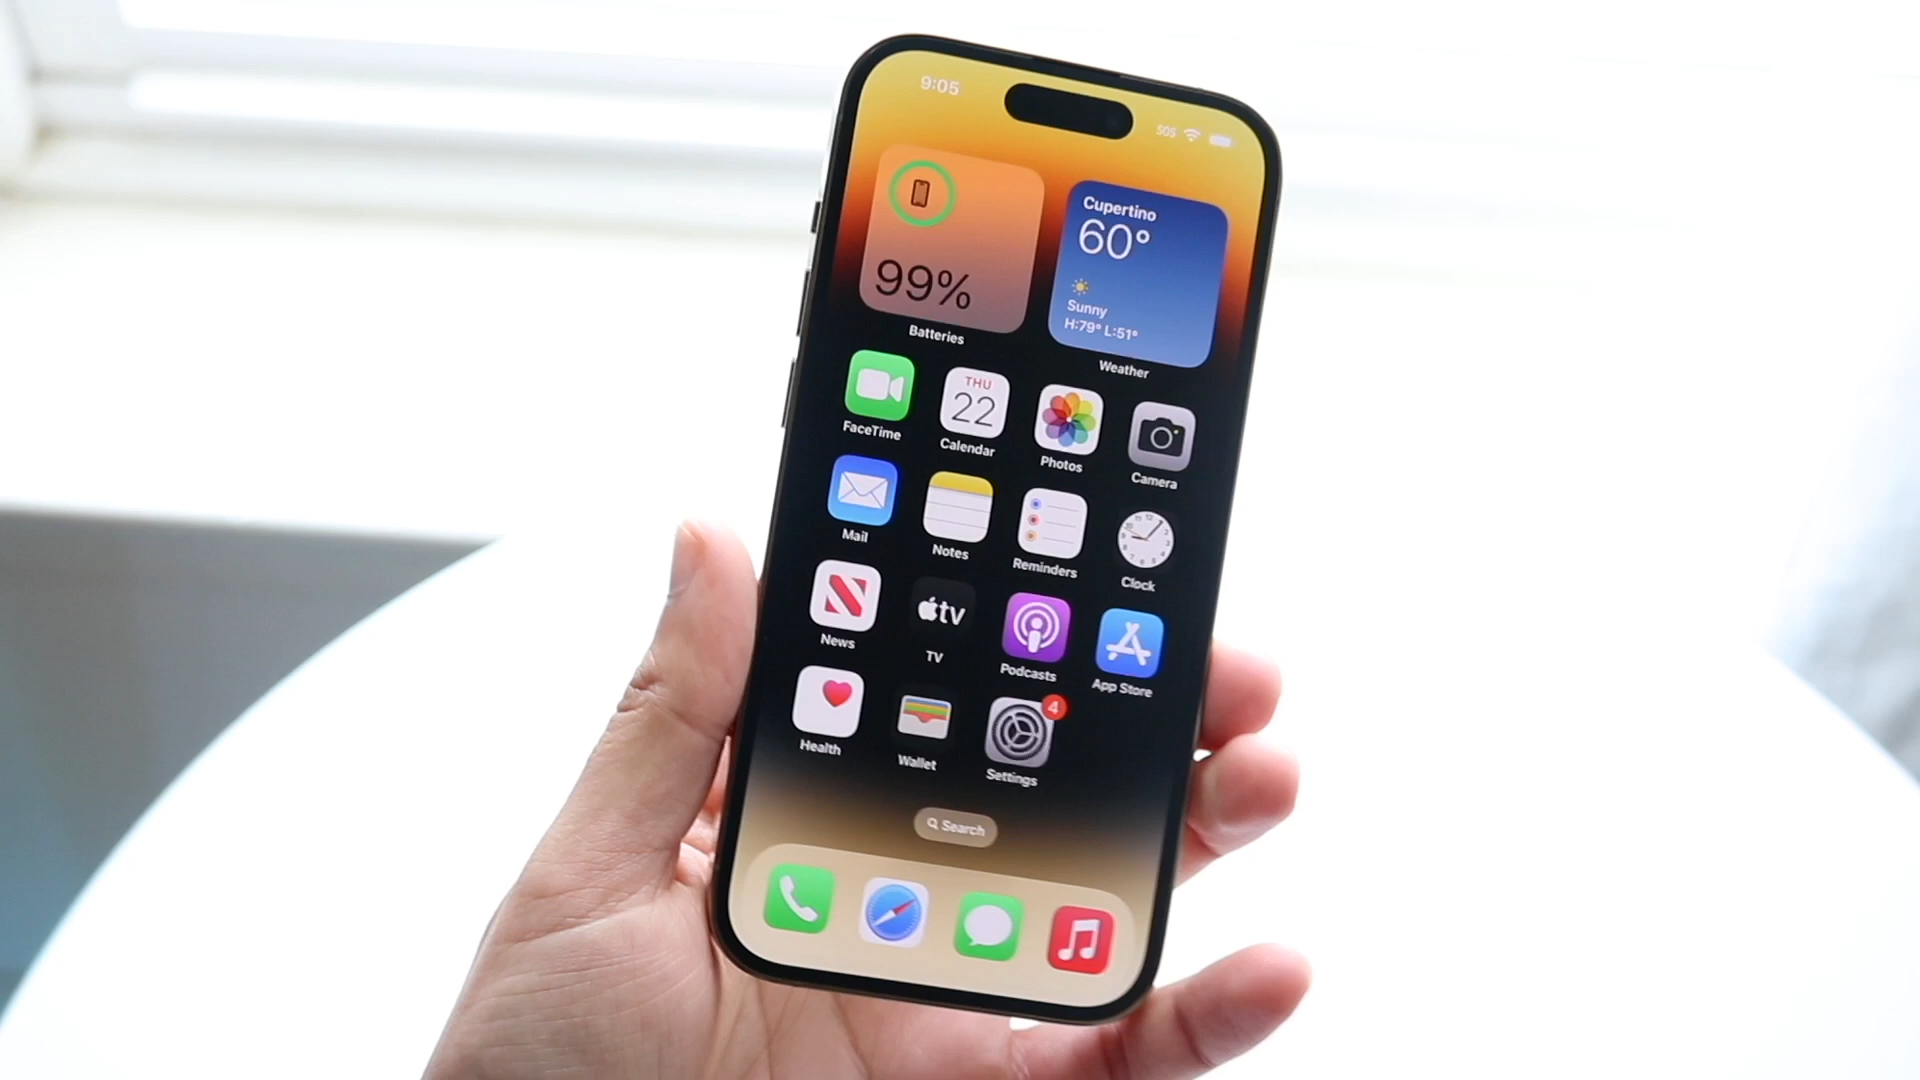 9:05
SOS
99%
Batteries
Cupertino
60°
Sunny
H:79° L:51°
Weather
FaceTime
THU
22
Calendar
Photos
Camera
Mail
Notes
Reminders
Clock
News
tv
TV
Podcasts
App Store
Health
Wallet
4
Settings
Search